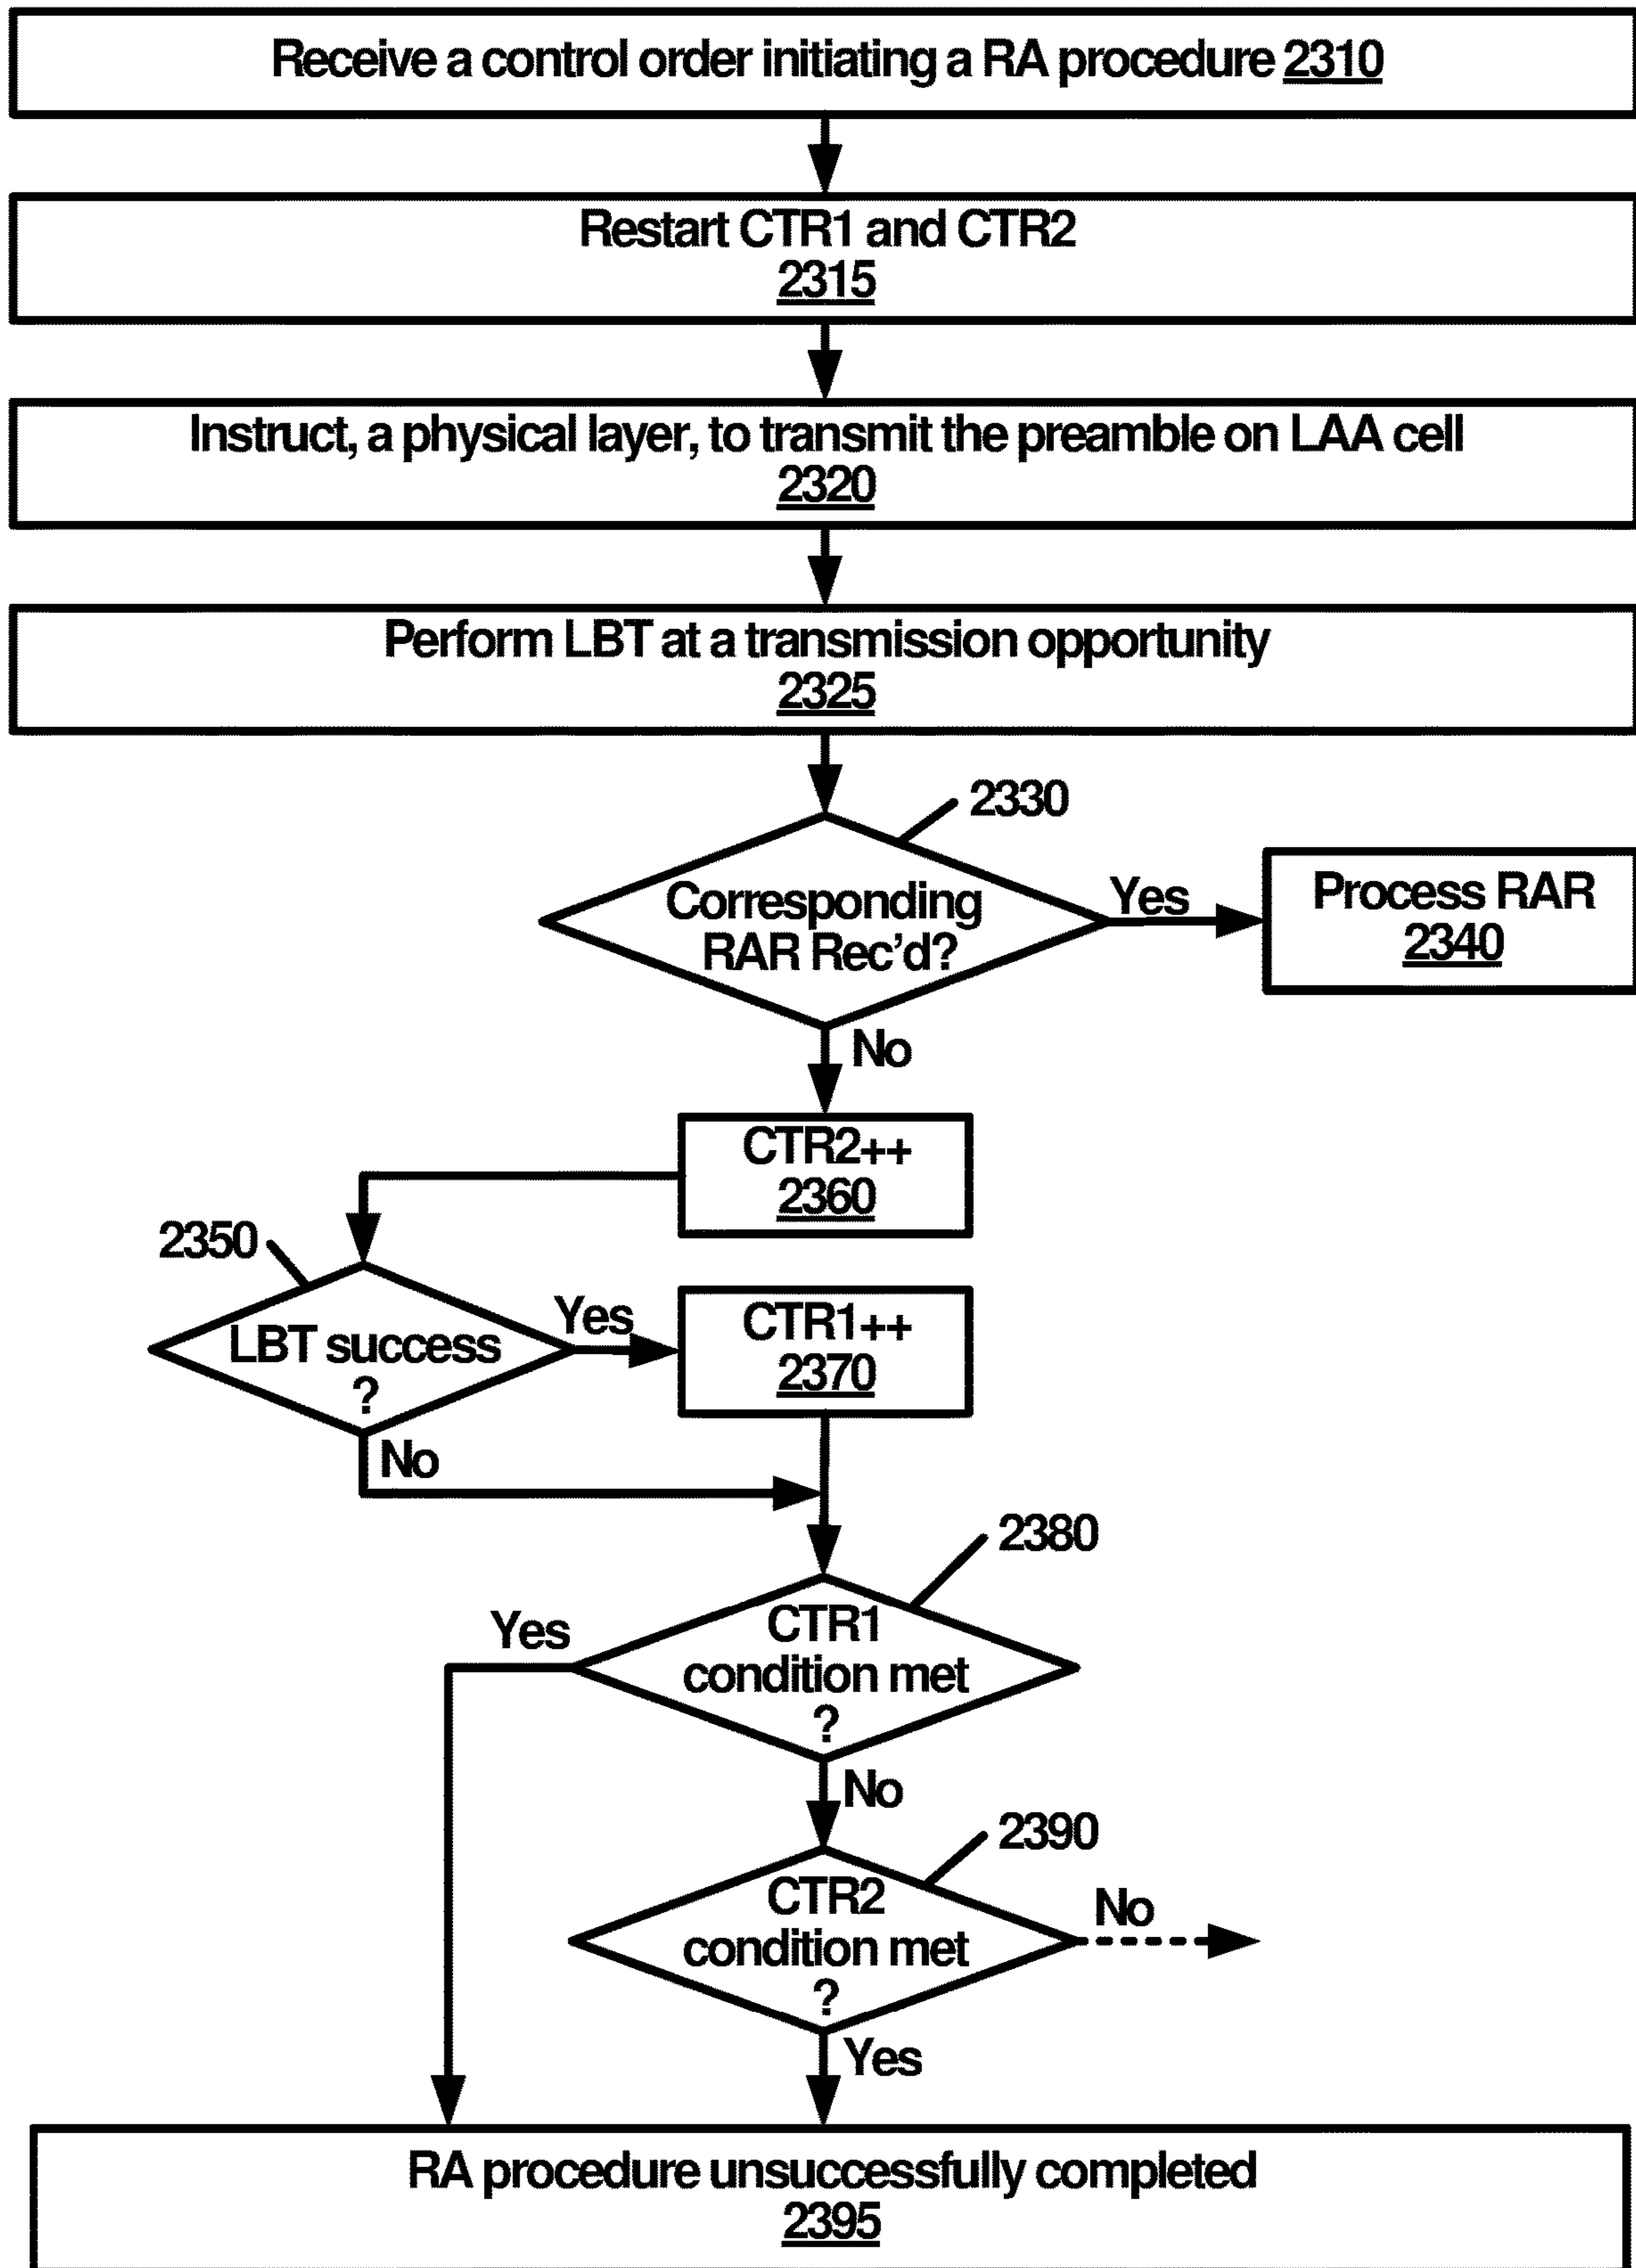 Receive a control order initiating a RA procedure 2310
Restart CTR1 and CTR2
2315
Instruct, a physical layer, to transmit the preamble on LAA cell
2320
Perform LBT at a transmission opportunity
2325
2330
Corresponding
RAR Rec'd?
Yes
Process RAR
2340
No
CTR2++
2360
2350
LBT success
?
Yes
CTR1++
2370
No
2380
CTR1
condition met
?
Yes
No
2390
CTR2
condition met
?
No
Yes
RA procedure unsuccessfully completed
2395